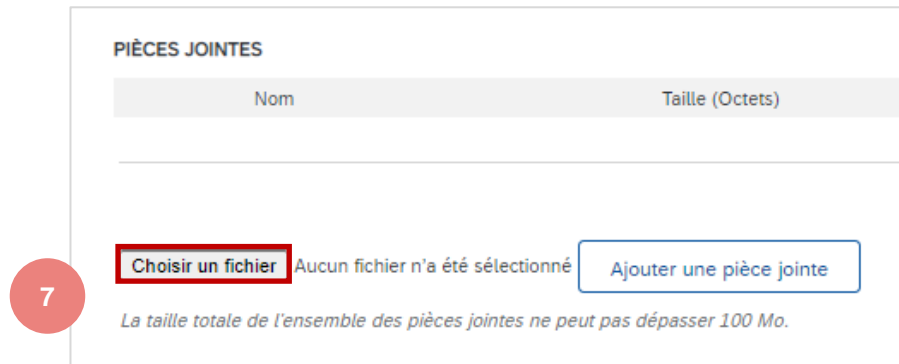 PIÈCES JOINTES
Nom Taille (Octets)
Choisir un fichier Aucun fichier n'a été sélectionné Ajouter une pièce jointe
7
La taille totale de l'ensemble des pièces jointes ne peut pas dépasser 100 Mo.